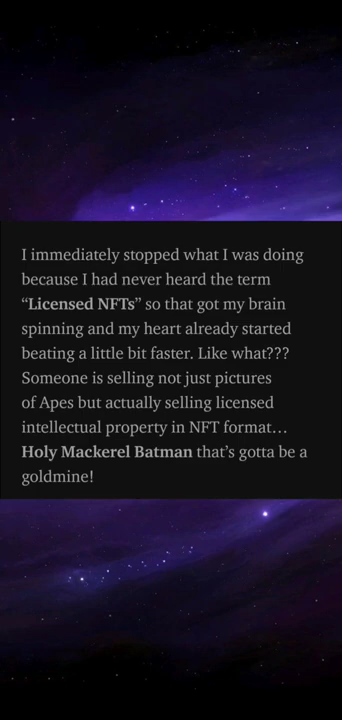 I immediately stopped what I was doing
because I had never heard the term
“Licensed NFTs” so that got my brain
spinning and my heart already started
beating a little bit faster. Like what???
Someone is selling not just pictures
of Apes but actually selling licensed
intellectual property in NFT format…
Holy Mackerel Batman that’s gotta be a
goldmine!